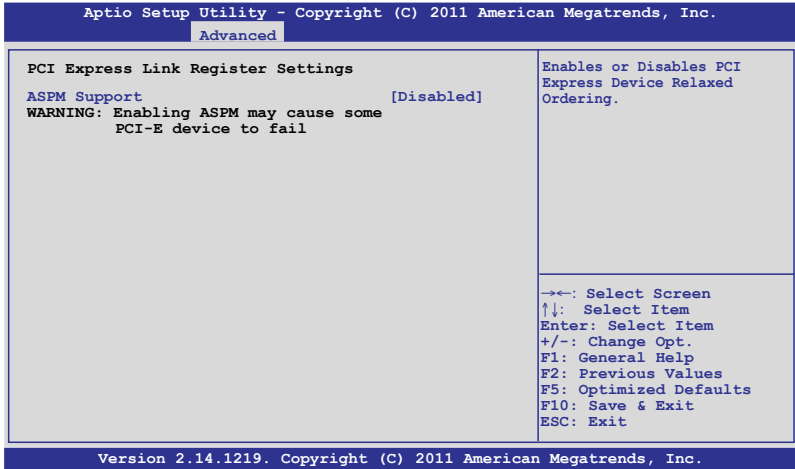 Aptio Setup Utility - Copyright (C) 2011 American Megatrends, Inc.
Advanced
PCI Express Link Register Settings
ASPM Support [Disabled]
WARNING: Enabling ASPM may cause some
PCI-E device to fail
Enables or Disables PCI
Express Device Relaxed
Ordering.
→←: Select Screen
↑↓: Select Item
Enter: Select Item
+/-: Change Opt.
F1: General Help
F2: Previous Values
F5: Optimized Defaults
F10: Save & Exit
ESC: Exit
Version 2.14.1219. Copyright (C) 2011 American Megatrends, Inc.